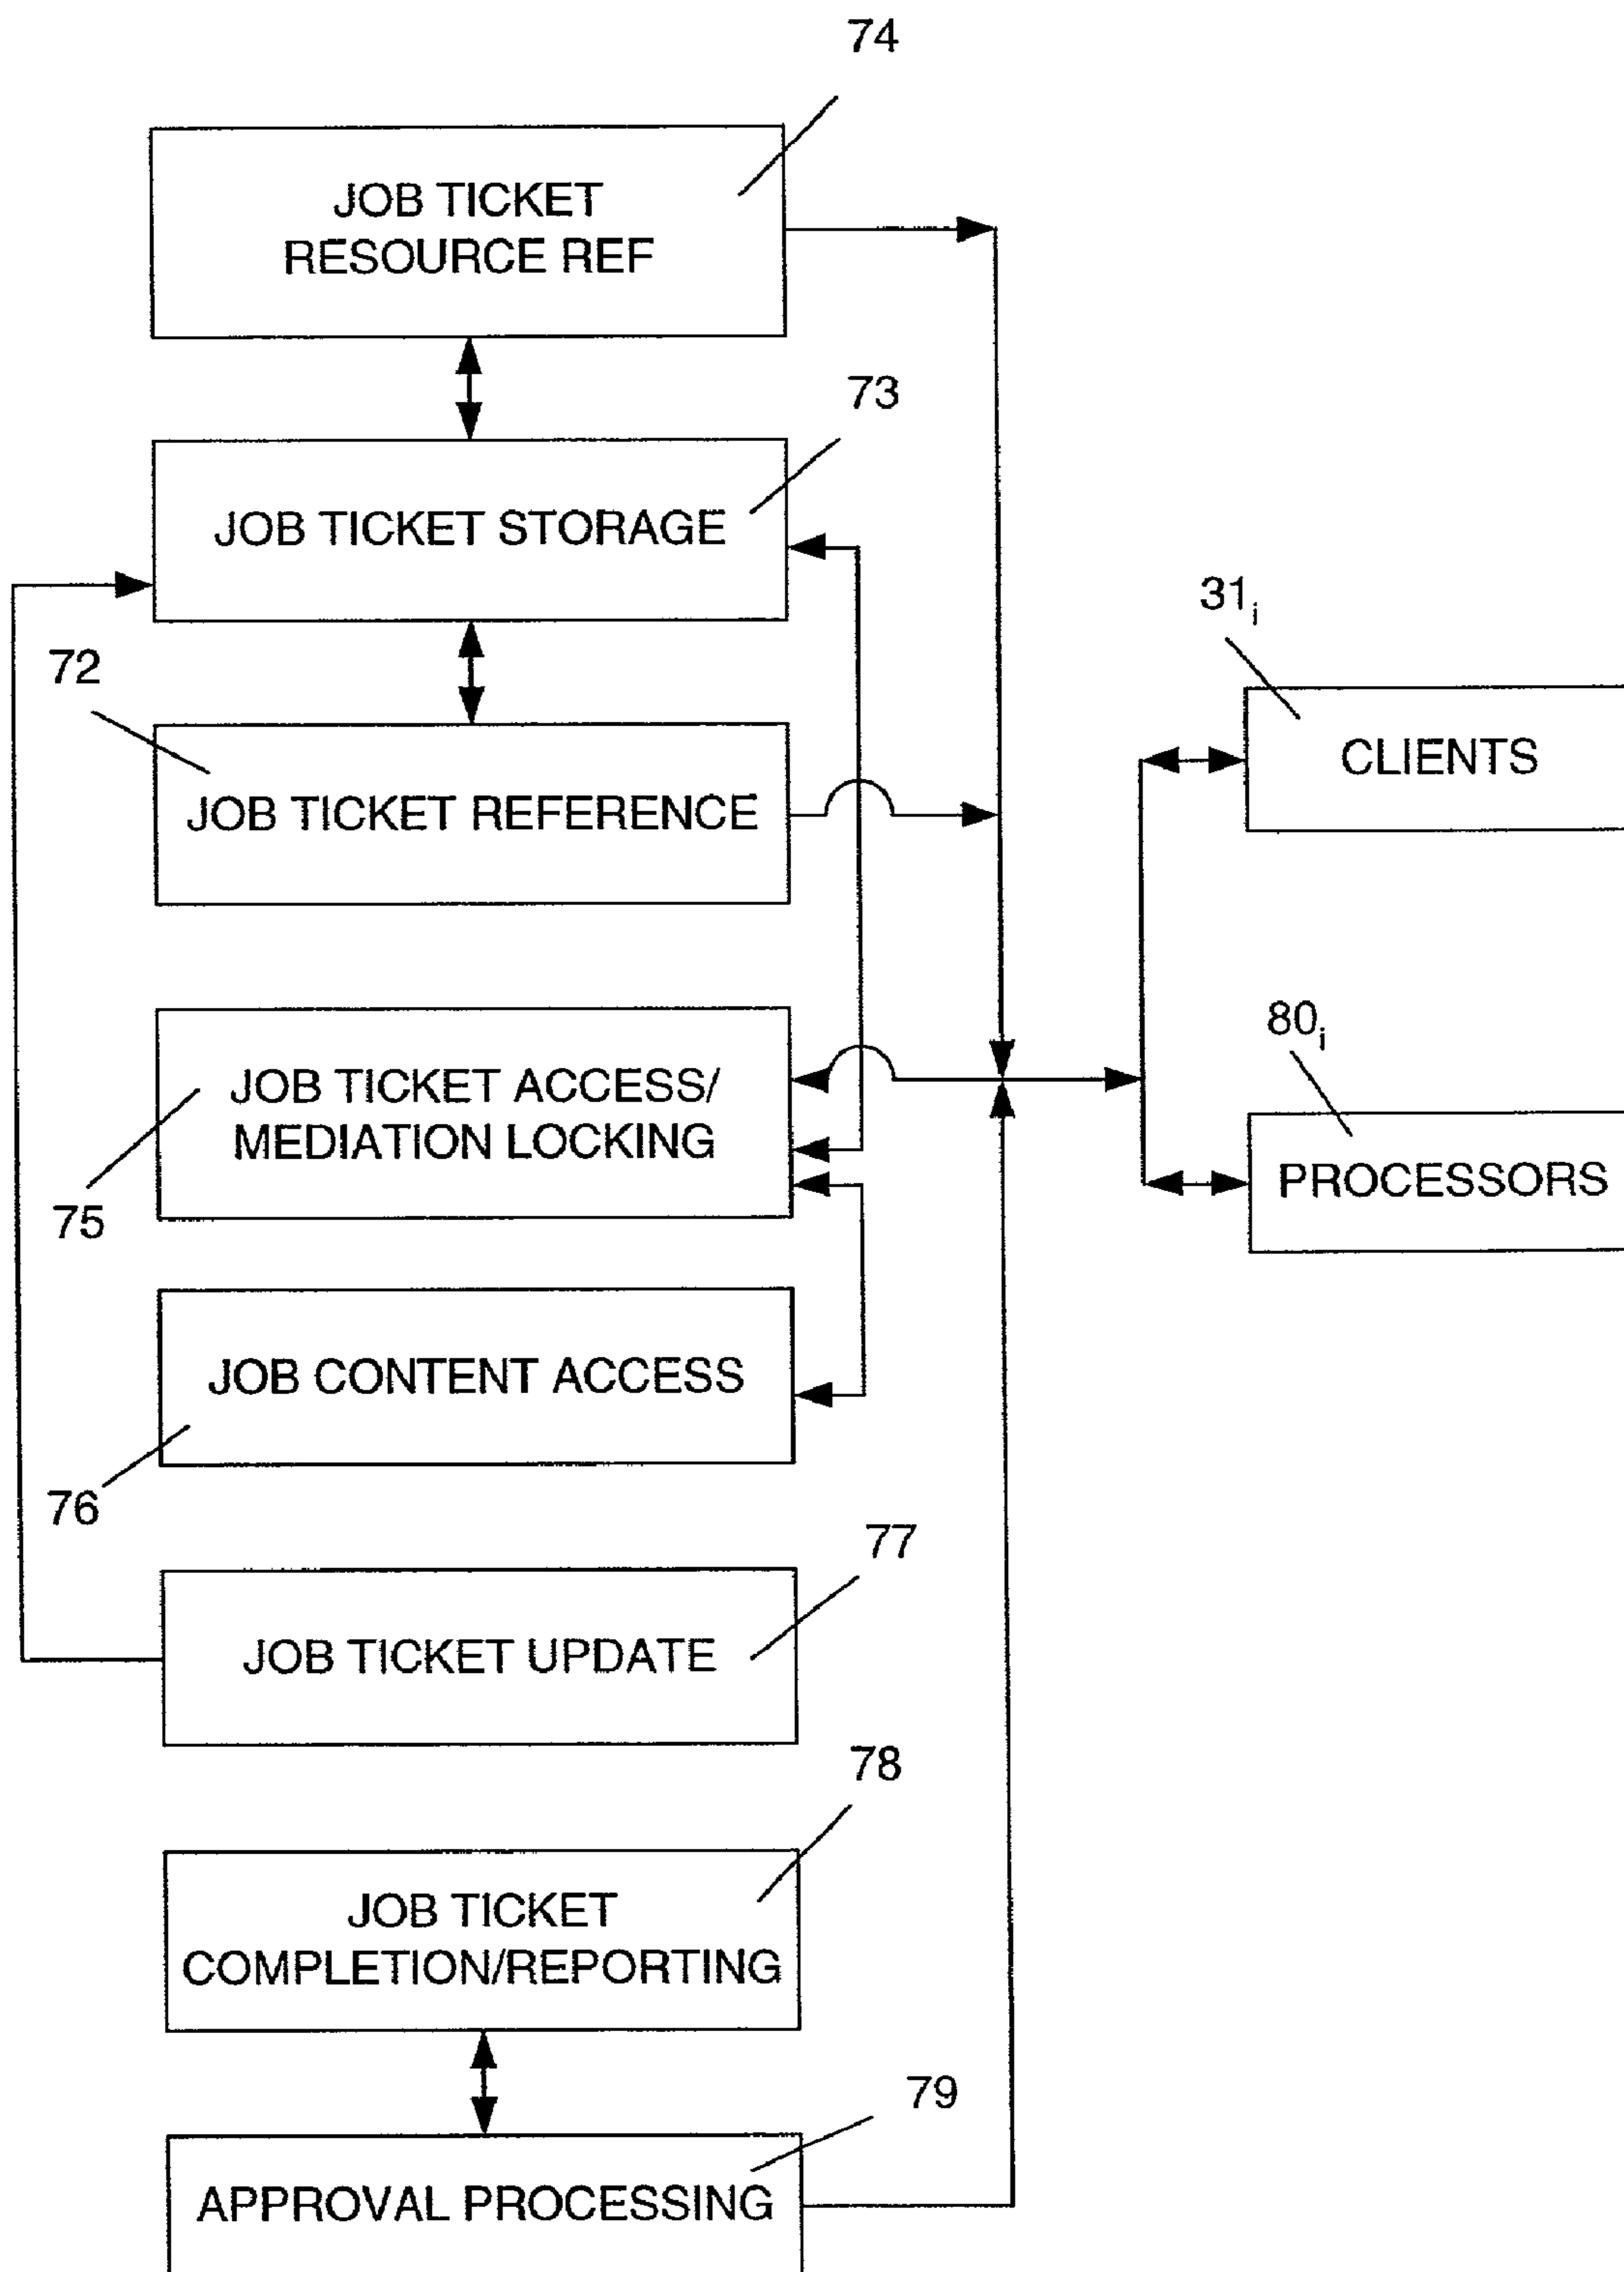 74
JOB TICKET
RESOURCE REF
73
JOB TICKET STORAGE
72
JOB TICKET REFERENCE
31i
CLIENTS
80i
PROCESSORS
JOB TICKET ACCESS/
MEDIATION LOCKING
75
JOB CONTENT ACCESS
76
77
JOB TICKET UPDATE
78
JOB TICKET
COMPLETION/REPORTING
79
APPROVAL PROCESSING